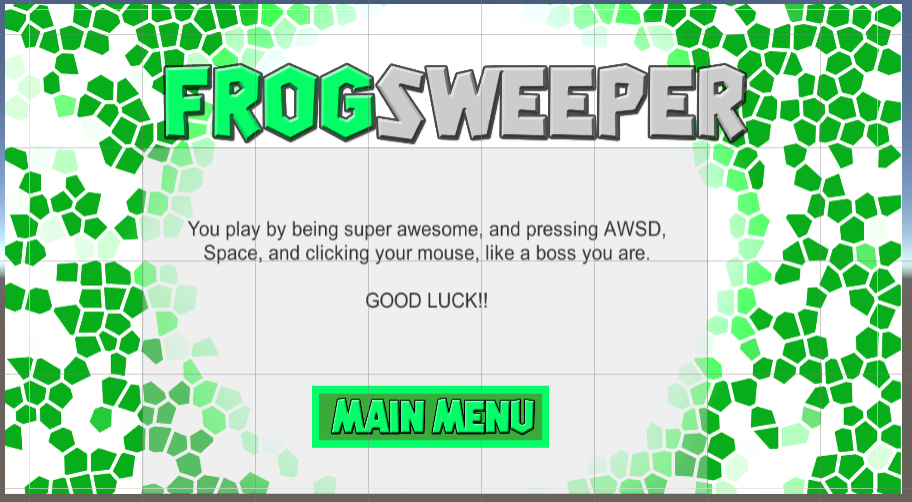 FROGSWEEPER
You play by being super awesome, and pressing AWSD,
Space, and clicking your mouse, like a boss you are.
GOOD LUCK!!
MAIN MENU